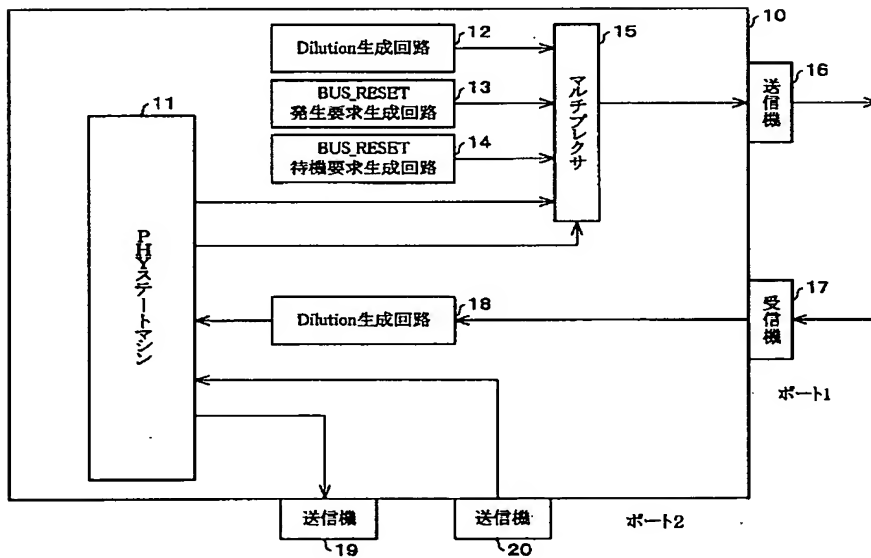 10
Dilution生成回路
12
15
16
BUS_RESET
発生要求生成回路
13
マルチプレクサ
送信機
11
BUS_RESET
待機要求生成回路
14
PHYステートマシン
Dilution生成回路
18
受信機
17
ポート1
送信機
19
送信機
20
ポート2